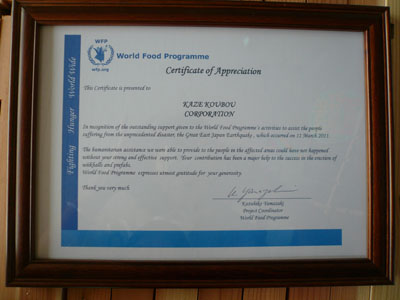 WFP
wfp.org
World Food Programme
Fighting Hunger World Wide
Certificate of Appreciation
This Certificate is presented to
KAZE KOUBOU
CORPORATION
In recognition of the outstanding support given to the World Food Programme's activities to assist the people
suffering from the unprecedented disaster, the Great East Japan Earthquake, which occurred on 11 March 2011.
The humanitarian assistance we were able to provide to the people in the affected areas could not have happened
without your strong and effective support. Your contribution has been a major help to the success in the erection of
wiikhalls and prefabs.
World Food Programme expresses utmost gratitude for your generosity.
Thank you very much
Kazuhiko Yamazaki
Project Coordinator
World Food Programme